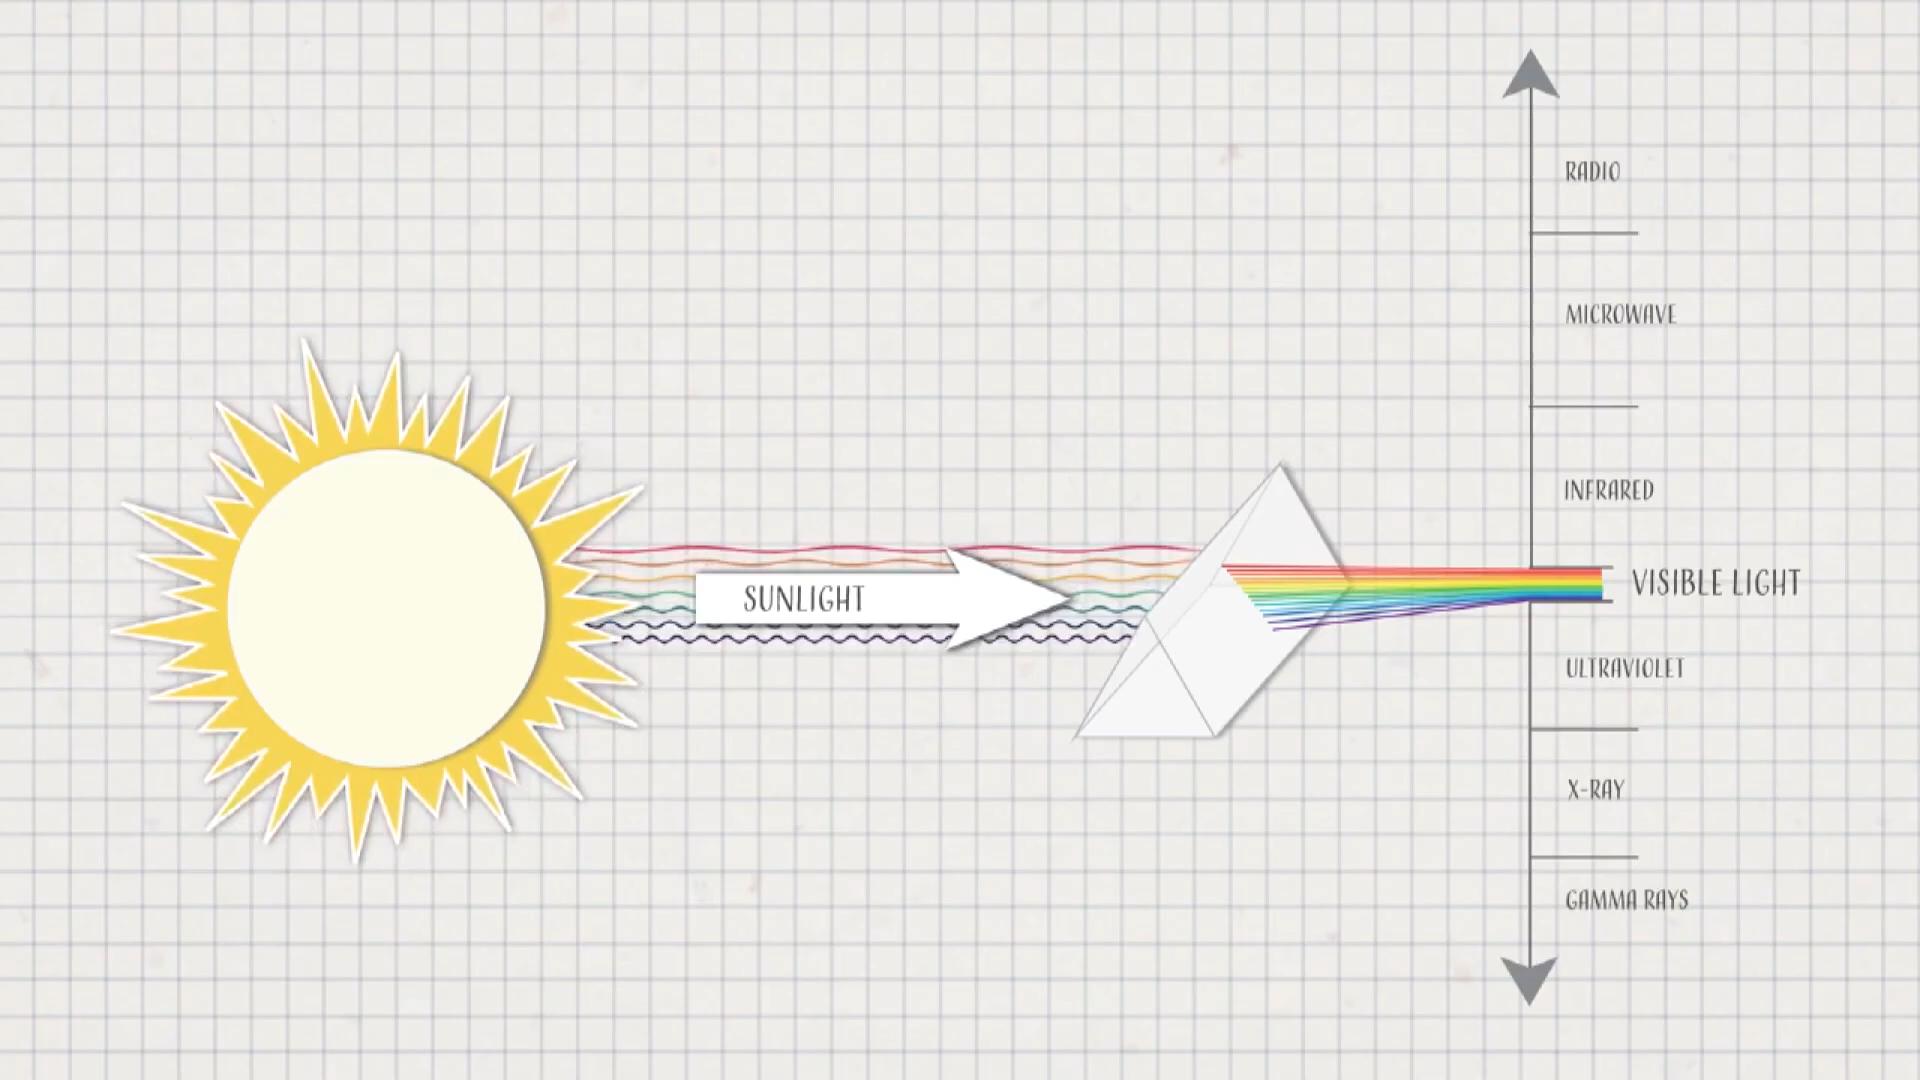 RADIO
MICROWAVE
INFRARED
VISIBLE LIGHT
SUNLIGHT
ULTRAVIOLET
X-RAY
GAMMA RAYS